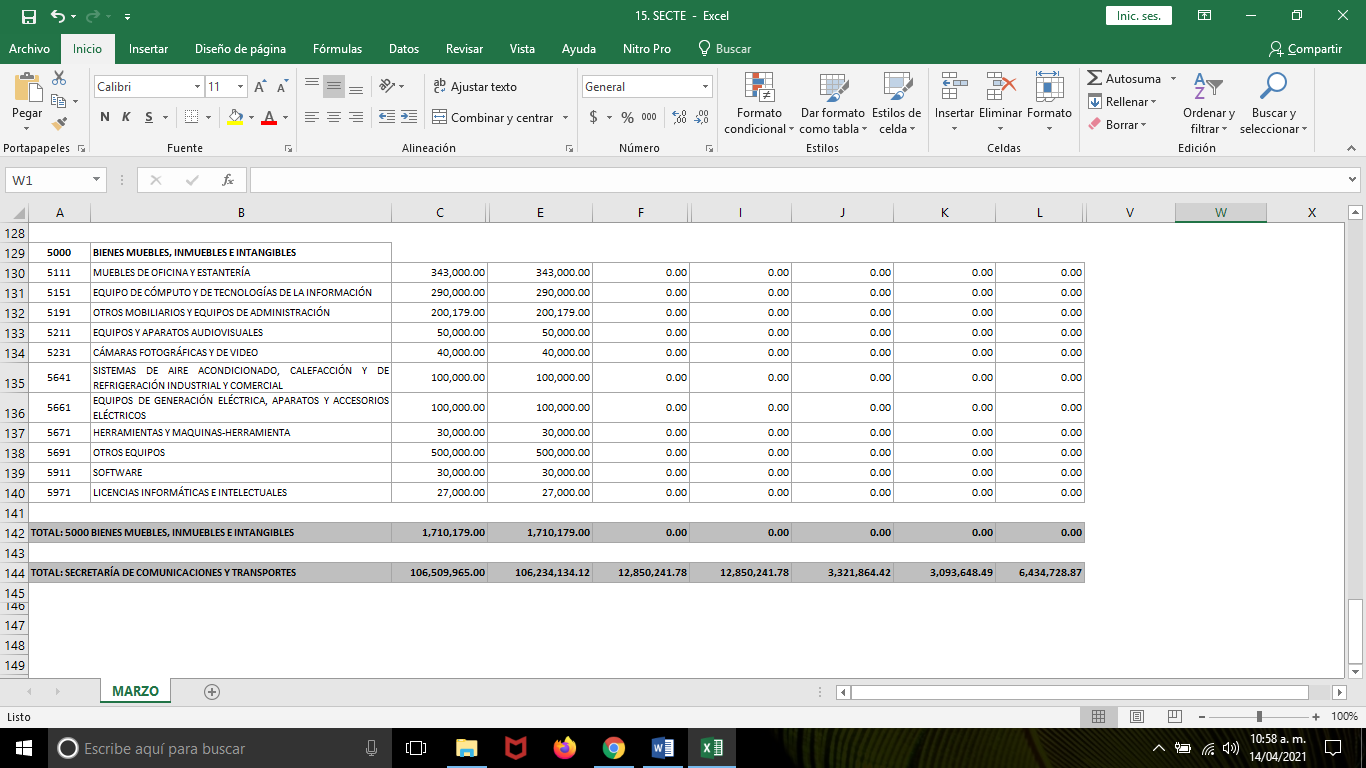 15. SECTE - Excel
Inic. ses.
Archivo Inicio Insertar Diseño de página Fórmulas Datos Revisar Vista Ayuda Nitro Pro Buscar Compartir
Pegar
Calibri 11
N K S
Ajustar texto
Combinar y centrar
General
$ % 000
Formato condicional
Dar formato como tabla
Estilos de celda
Insertar Eliminar Formato
Autosuma
Rellenar
Borrar
Ordenar y filtrar
Buscar y seleccionar
Portapapeles Fuente Alineación Número Estilos Celdas Edición
W1 fx
A B C E F I J K L V W X
128
129 5000 BIENES MUEBLES, INMUEBLES E INTANGIBLES
130 5111 MUEBLES DE OFICINA Y ESTANTERÍA 343,000.00 343,000.00 0.00 0.00 0.00 0.00 0.00
131 5151 EQUIPO DE CÓMPUTO Y DE TECNOLOGÍAS DE LA INFORMACIÓN 290,000.00 290,000.00 0.00 0.00 0.00 0.00 0.00
132 5191 OTROS MOBILIARIOS Y EQUIPOS DE ADMINISTRACIÓN 200,179.00 200,179.00 0.00 0.00 0.00 0.00 0.00
133 5211 EQUIPOS Y APARATOS AUDIOVISUALES 50,000.00 50,000.00 0.00 0.00 0.00 0.00 0.00
134 5231 CÁMARAS FOTOGRÁFICAS Y DE VIDEO 40,000.00 40,000.00 0.00 0.00 0.00 0.00 0.00
135 5641 SISTEMAS DE AIRE ACONDICIONADO, CALEFACCIÓN Y DE
REFRIGERACIÓN INDUSTRIAL Y COMERCIAL 100,000.00 100,000.00 0.00 0.00 0.00 0.00 0.00
136 5661 EQUIPOS DE GENERACIÓN ELÉCTRICA, APARATOS Y ACCESORIOS
ELÉCTRICOS 100,000.00 100,000.00 0.00 0.00 0.00 0.00 0.00
137 5671 HERRAMIENTAS Y MAQUINAS-HERRAMIENTA 30,000.00 30,000.00 0.00 0.00 0.00 0.00 0.00
138 5691 OTROS EQUIPOS 500,000.00 500,000.00 0.00 0.00 0.00 0.00 0.00
139 5911 SOFTWARE 30,000.00 30,000.00 0.00 0.00 0.00 0.00 0.00
140 5971 LICENCIAS INFORMÁTICAS E INTELECTUALES 27,000.00 27,000.00 0.00 0.00 0.00 0.00 0.00
141
142 TOTAL: 5000 BIENES MUEBLES, INMUEBLES E INTANGIBLES 1,710,179.00 1,710,179.00 0.00 0.00 0.00 0.00 0.00
143
144 TOTAL: SECRETARÍA DE COMUNICACIONES Y TRANSPORTES 106,509,965.00 106,234,134.12 12,850,241.78 12,850,241.78 3,321,864.42 3,093,648.49 6,434,728.87
145
146
147
148
149
MARZO
Listo 100%
Escribe aquí para buscar
10:58 a. m.
14/04/2021